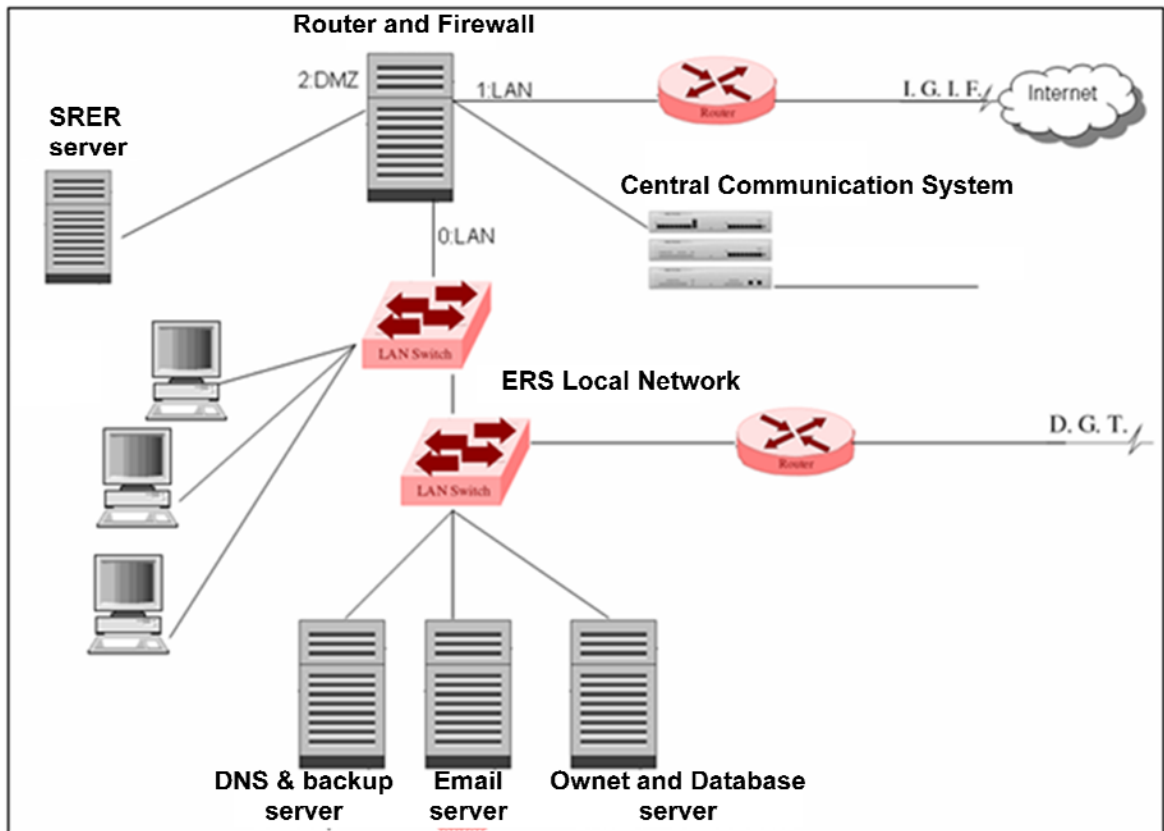 Router and Firewall
2:DMZ
1:LAN
Router
I. G. I. F.
Internet
SRER
server
Central Communication System
0:LAN
LAN Switch
ERS Local Network
LAN Switch
Router
D. G. T.
DNS & backup
server
Email
server
Ownet and Database
server